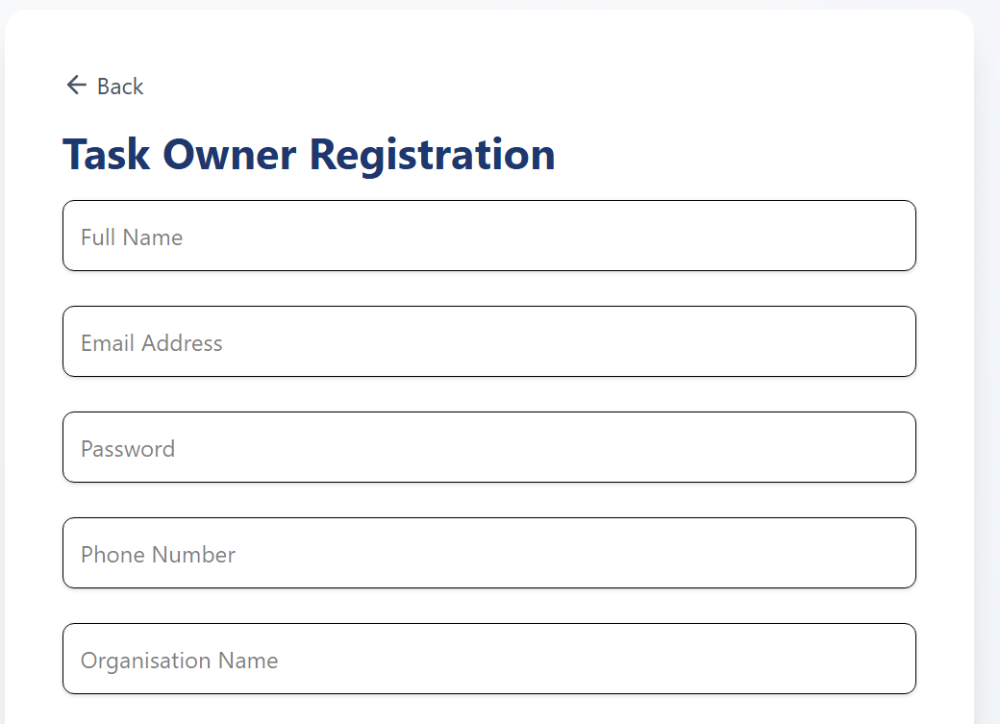 Back
Task Owner Registration
Full Name
Email Address
Password
Phone Number
Organisation Name